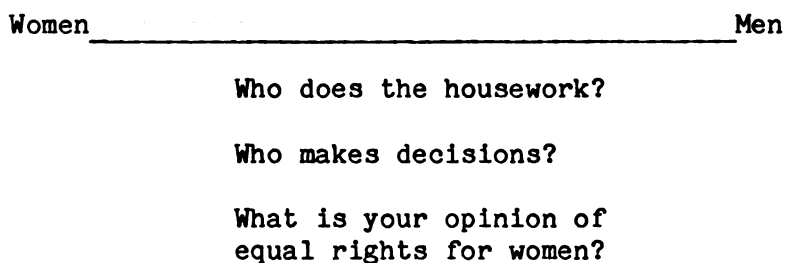 Women Men
Who does the housework?
Who makes decisions?
What is your opinion of
equal rights for women?